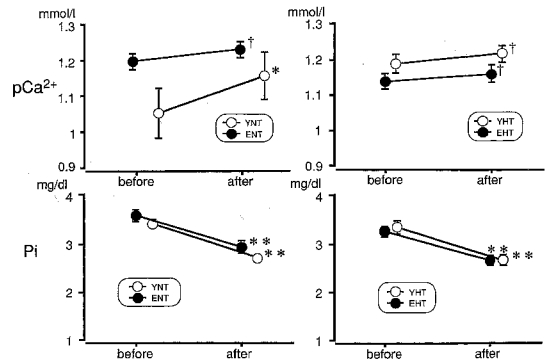 mmol/l mmol/l
1.3 1.3
† †
1.2 1.2
* †
pCa2+
1.1 1.1
YNT YHT
1 ENT 1 EHT
0.9 0.9
before after before after
mg/dl mg/dl
4 4
Pi
3 ** 3 **
** **
YNT YHT
2 ENT 2 EHT
1 1
before after before after